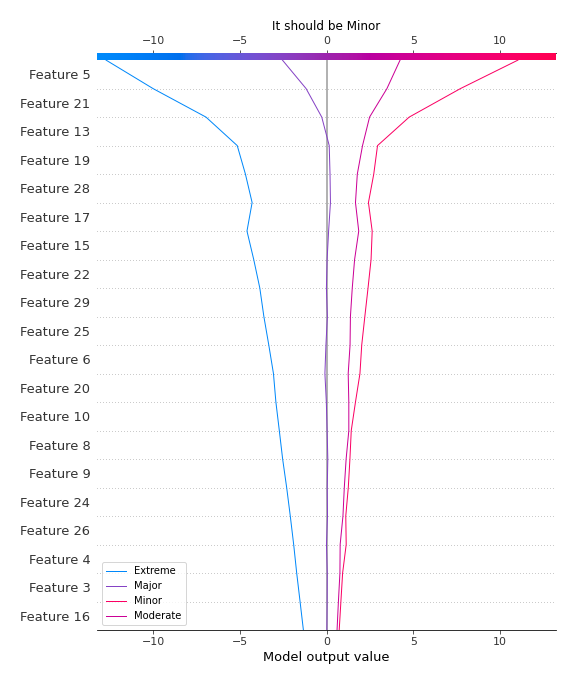 It should be Minor
−10 −5 0 5 10
Feature 5
Feature 21
Feature 13
Feature 19
Feature 28
Feature 17
Feature 15
Feature 22
Feature 29
Feature 25
Feature 6
Feature 20
Feature 10
Feature 8
Feature 9
Feature 24
Feature 26
Feature 4
Feature 3
Feature 16
Extreme
Major
Minor
Moderate
−10 −5 0 5 10
Model output value